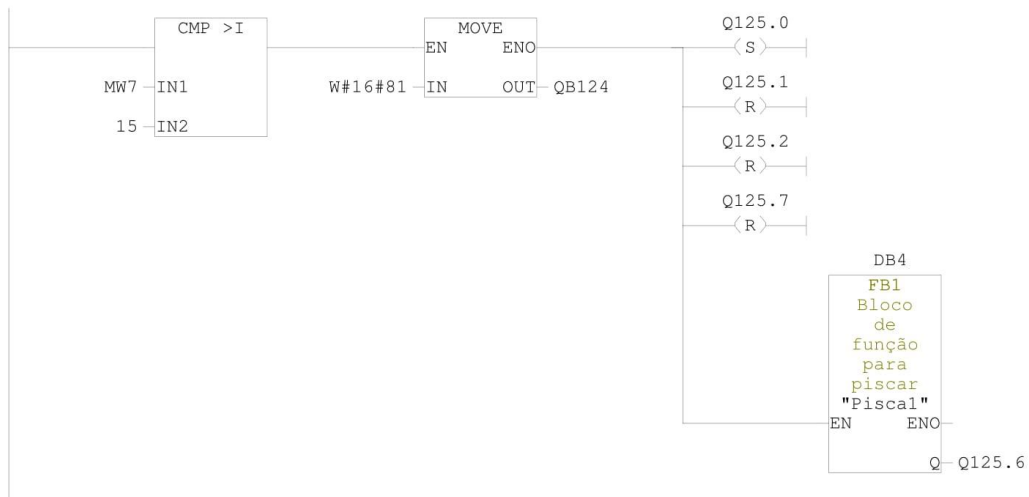 CMP >I
MW7 IN1
15 IN2
MOVE
EN ENO
W#16#81 IN OUT QB124
Q125.0
S
Q125.1
R
Q125.2
R
Q125.7
R
DB4
FB1
Bloco
de
função
para
piscar
"Pisca1"
EN ENO
Q Q125.6